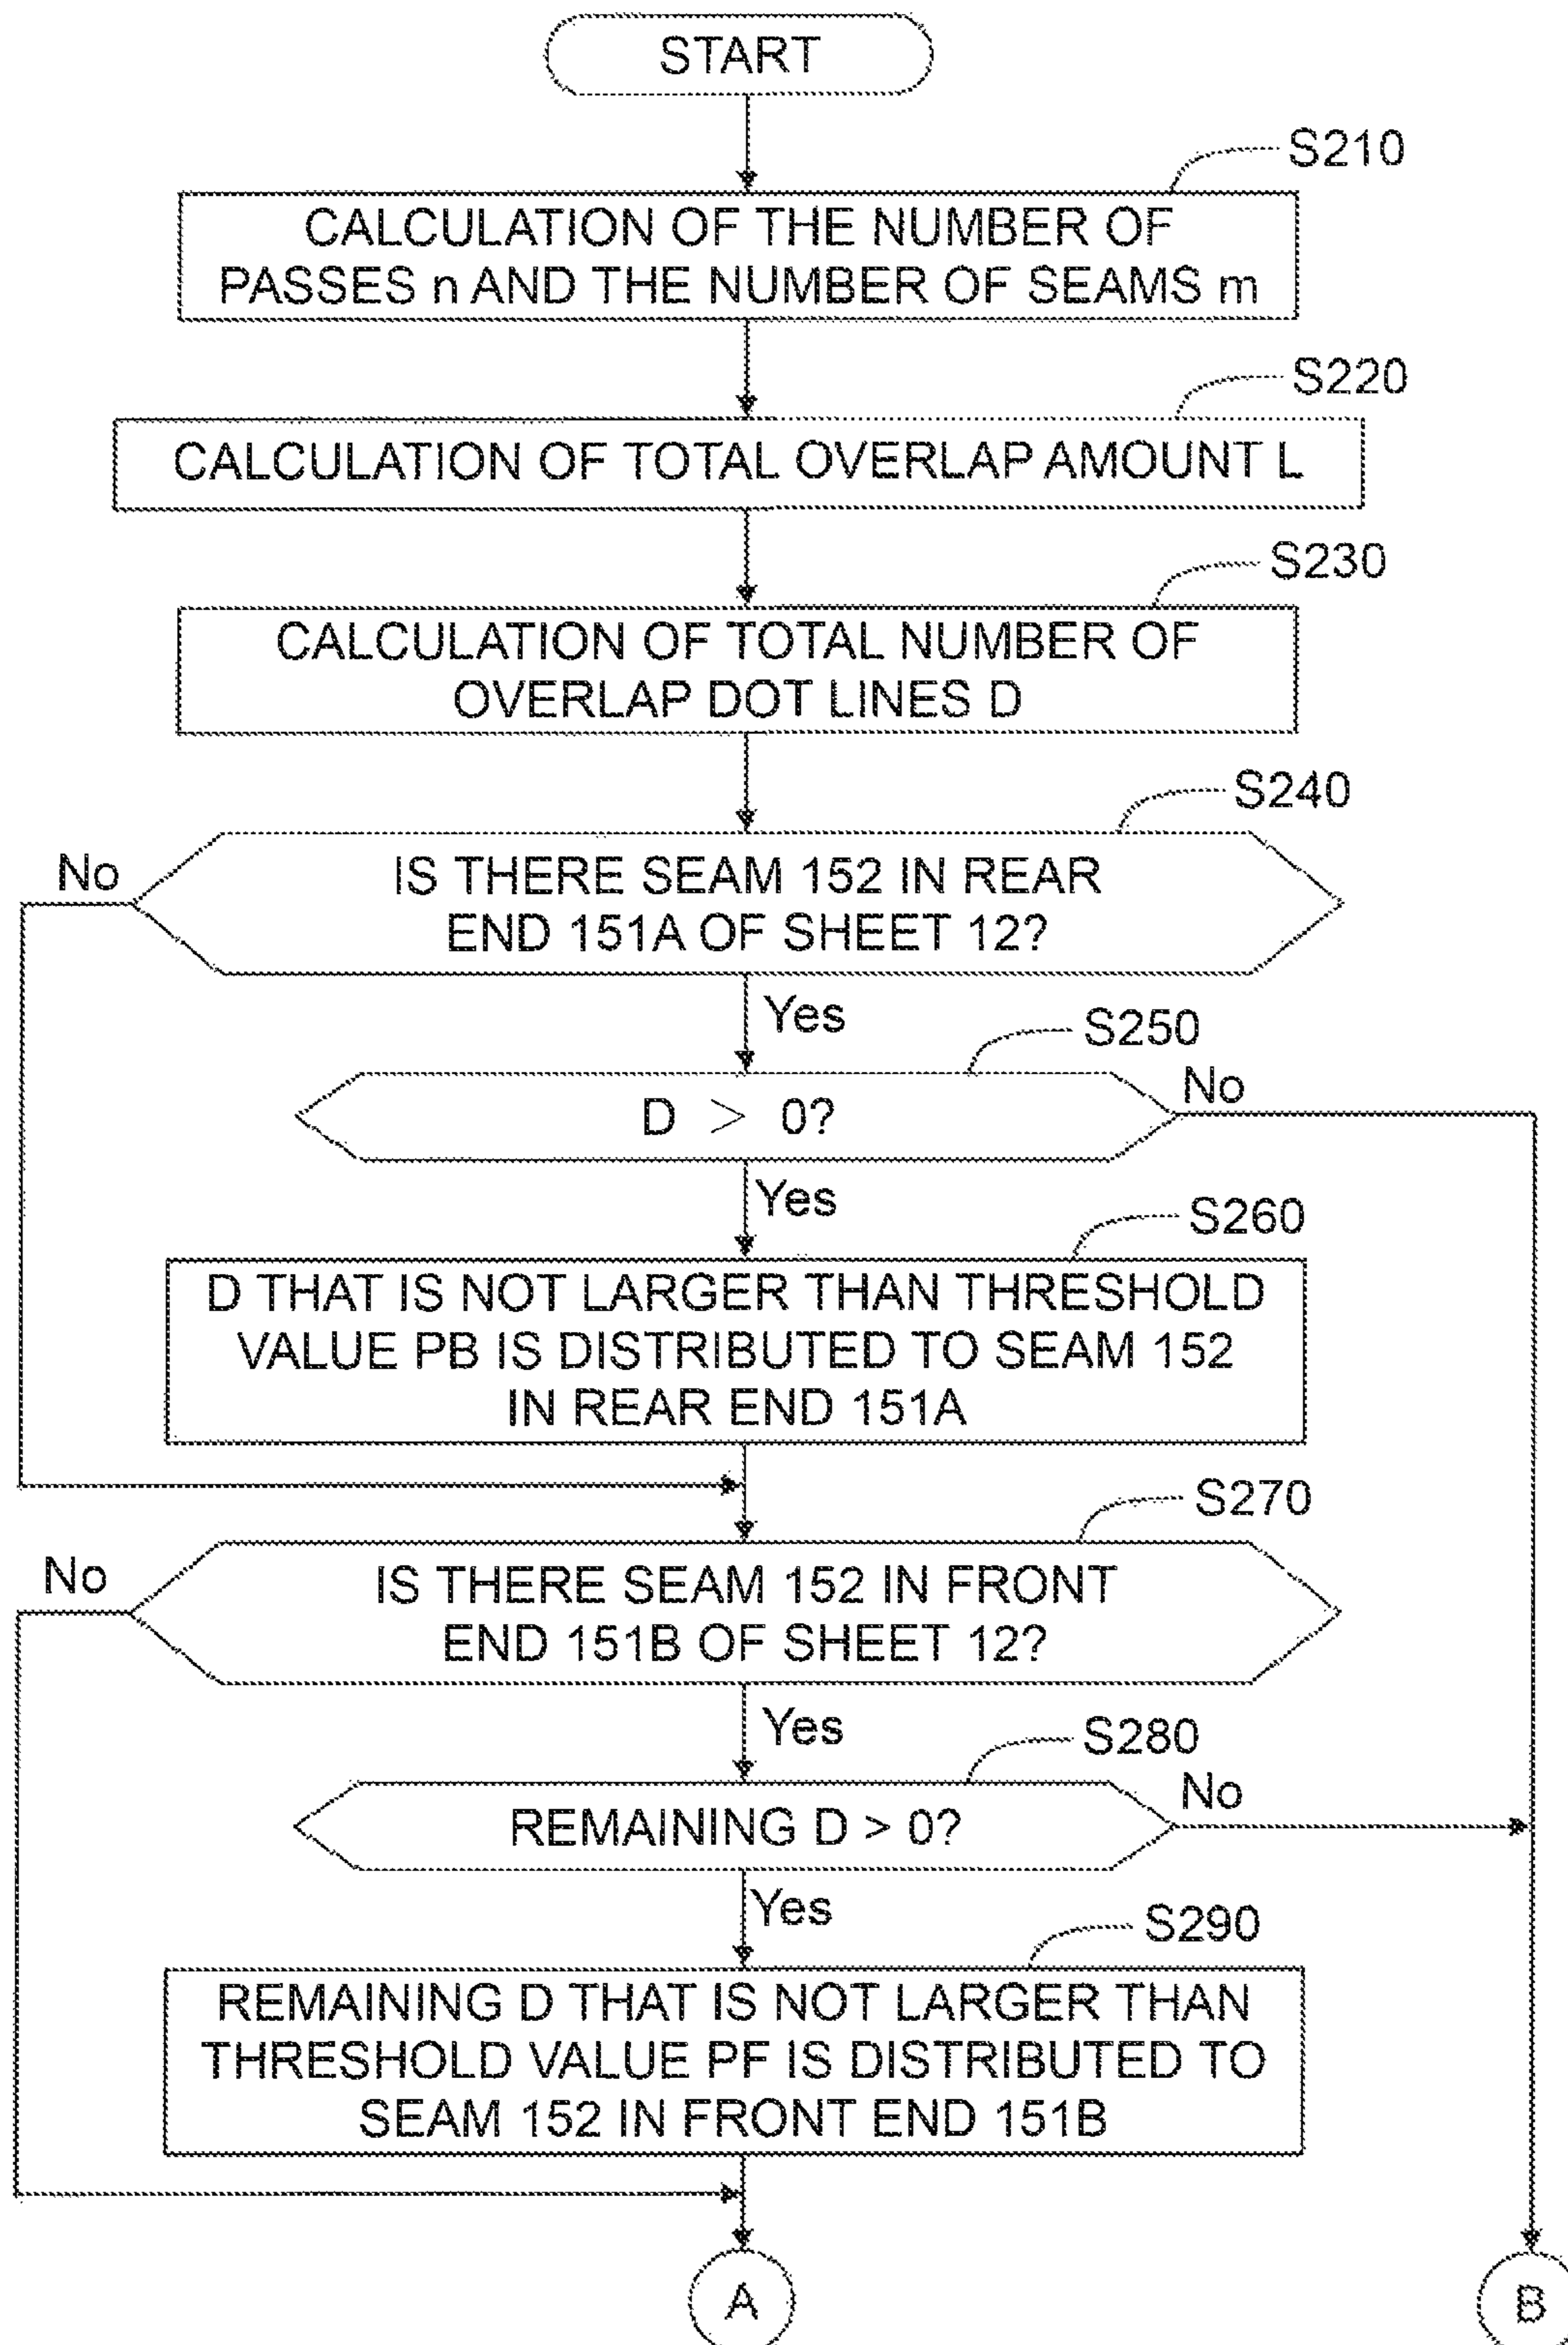 START
S210
CALCULATION OF THE NUMBER OF
PASSES n AND THE NUMBER OF SEAMS m
S220
CALCULATION OF TOTAL OVERLAP AMOUNT L
S230
CALCULATION OF TOTAL NUMBER OF
OVERLAP DOT LINES D
S240
No
IS THERE SEAM 152 IN REAR
END 151A OF SHEET 12?
Yes
S250
No
D > 0?
Yes
S260
D THAT IS NOT LARGER THAN THRESHOLD
VALUE PB IS DISTRIBUTED TO SEAM 152
IN REAR END 151A
S270
No
IS THERE SEAM 152 IN FRONT
END 151B OF SHEET 12?
Yes
S280
No
REMAINING D > 0?
Yes
S290
REMAINING D THAT IS NOT LARGER THAN
THRESHOLD VALUE PF IS DISTRIBUTED TO
SEAM 152 IN FRONT END 151B
A
B